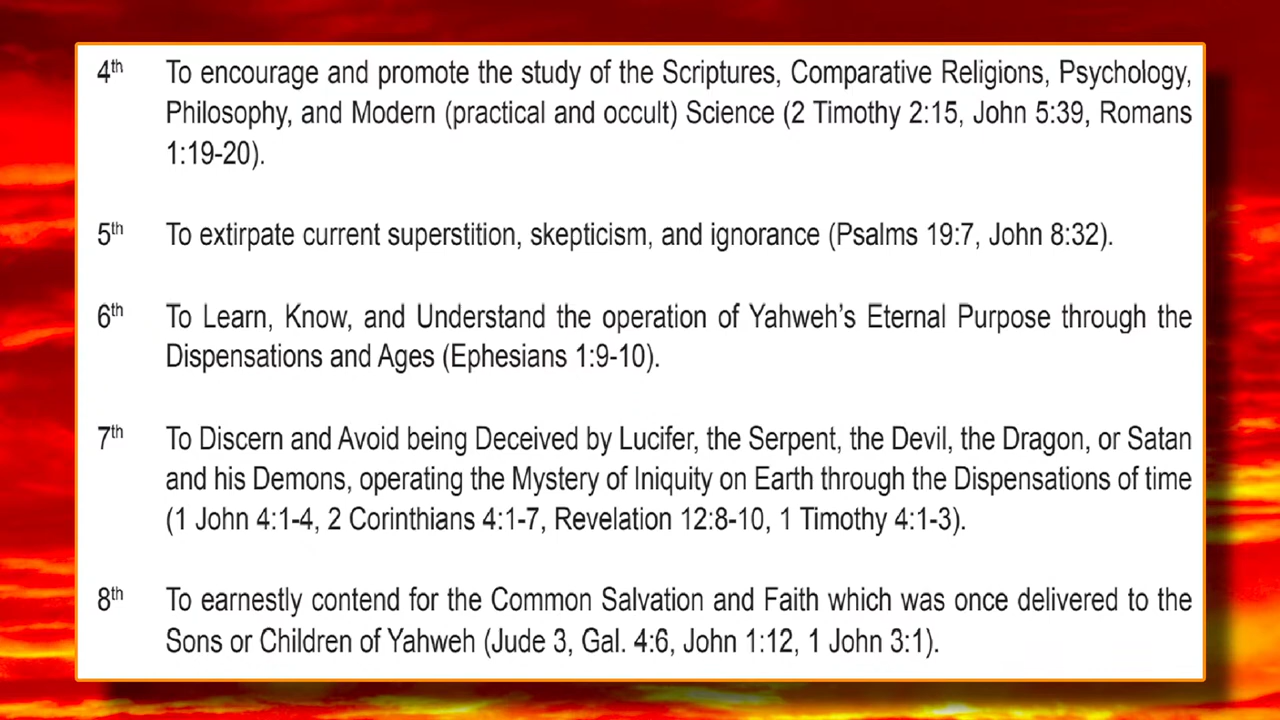 4th To encourage and promote the study of the Scriptures, Comparative Religions, Psychology,
Philosophy, and Modern (practical and occult) Science (2 Timothy 2:15, John 5:39, Romans
1:19-20).
5th To extirpate current superstition, skepticism, and ignorance (Psalms 19:7, John 8:32).
6th To Learn, Know, and Understand the operation of Yahweh’s Eternal Purpose through the
Dispensations and Ages (Ephesians 1:9-10).
7th To Discern and Avoid being Deceived by Lucifer, the Serpent, the Devil, the Dragon, or Satan
and his Demons, operating the Mystery of Iniquity on Earth through the Dispensations of time
(1 John 4:1-4, 2 Corinthians 4:1-7, Revelation 12:8-10, 1 Timothy 4:1-3).
8th To earnestly contend for the Common Salvation and Faith which was once delivered to the
Sons or Children of Yahweh (Jude 3, Gal. 4:6, John 1:12, 1 John 3:1).